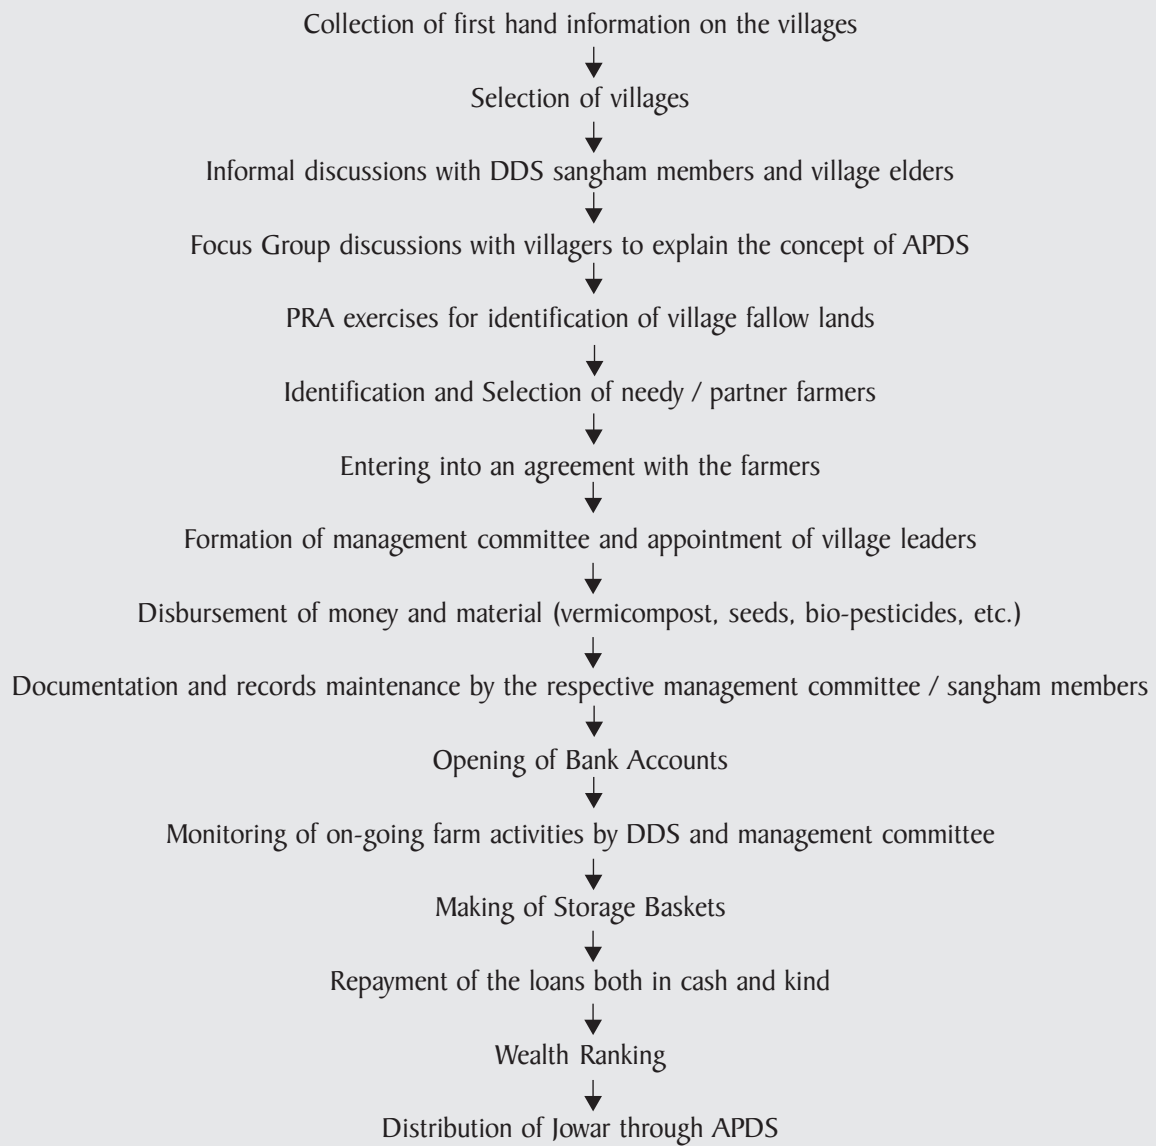 Collection of first hand information on the villages
Selection of villages
Informal discussions with DDS sangham members and village elders
Focus Group discussions with villagers to explain the concept of APDS
PRA exercises for identification of village fallow lands
Identification and Selection of needy / partner farmers
Entering into an agreement with the farmers
Formation of management committee and appointment of village leaders
Disbursement of money and material (vermicompost, seeds, bio-pesticides, etc.)
Documentation and records maintenance by the respective management committee / sangham members
Opening of Bank Accounts
Monitoring of on-going farm activities by DDS and management committee
Making of Storage Baskets
Repayment of the loans both in cash and kind
Wealth Ranking
Distribution of Jowar through APDS